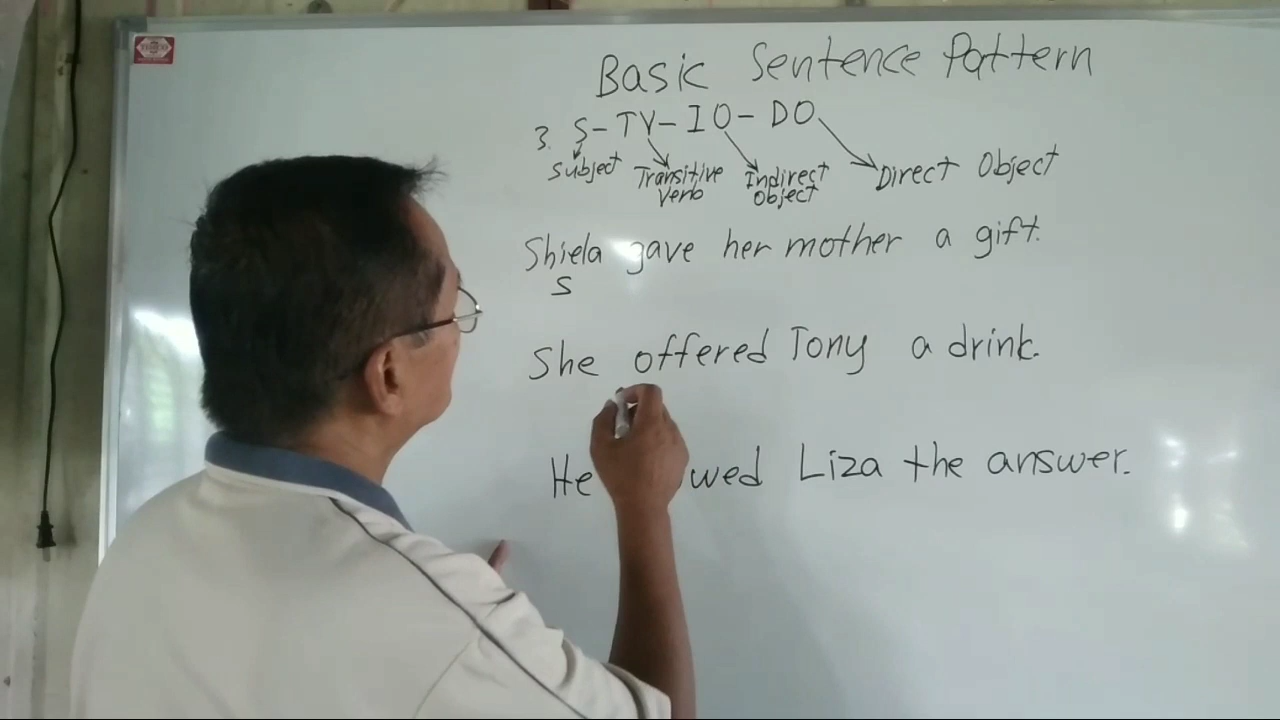 Basic Sentence Pattern
3. S- TV- IO- DO
Subject Transitive Verb Indirect Object Direct Object
Shiela gave her mother a gift.
S
She offered Tony a drink.
He wed Liza the answer.